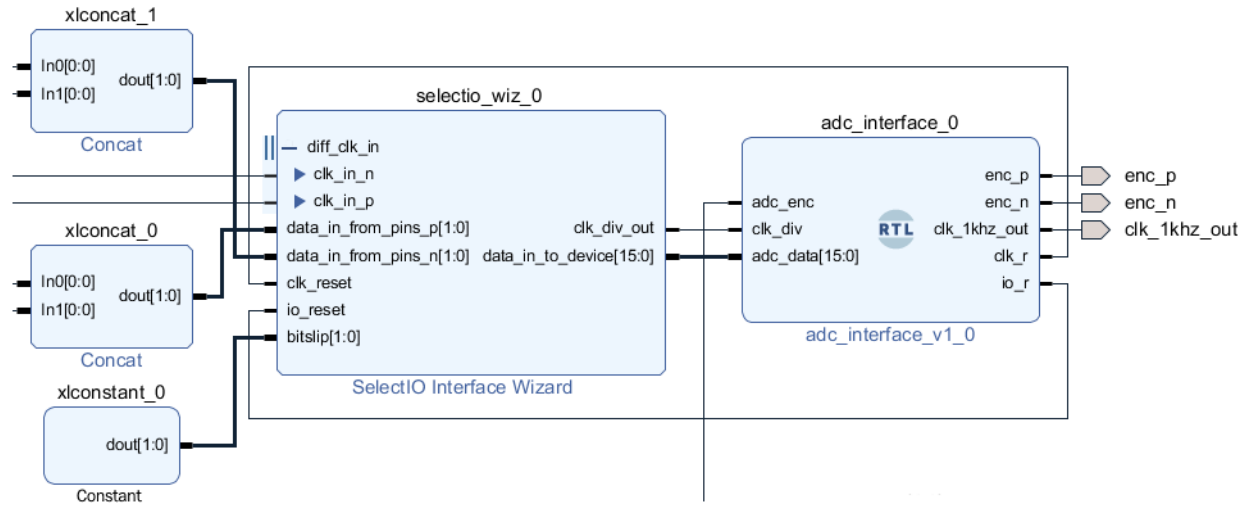 xlconcat_1
In0[0:0]
In1[0:0]
dout[1:0]
Concat
xlconcat_0
In0[0:0]
In1[0:0]
dout[1:0]
Concat
xlconstant_0
dout[1:0]
Constant
selectio_wiz_0
diff_clk_in
clk_in_n
clk_in_p
data_in_from_pins_p[1:0]
data_in_from_pins_n[1:0]
clk_reset
io_reset
bitslip[1:0]
clk_div_out
data_in_to_device[15:0]
SelectIO Interface Wizard
adc_interface_0
adc_enc
clk_div
adc_data[15:0]
RTL
enc_p
enc_n
clk_1khz_out
clk_r
io_r
adc_interface_v1_0
enc_p
enc_n
clk_1khz_out